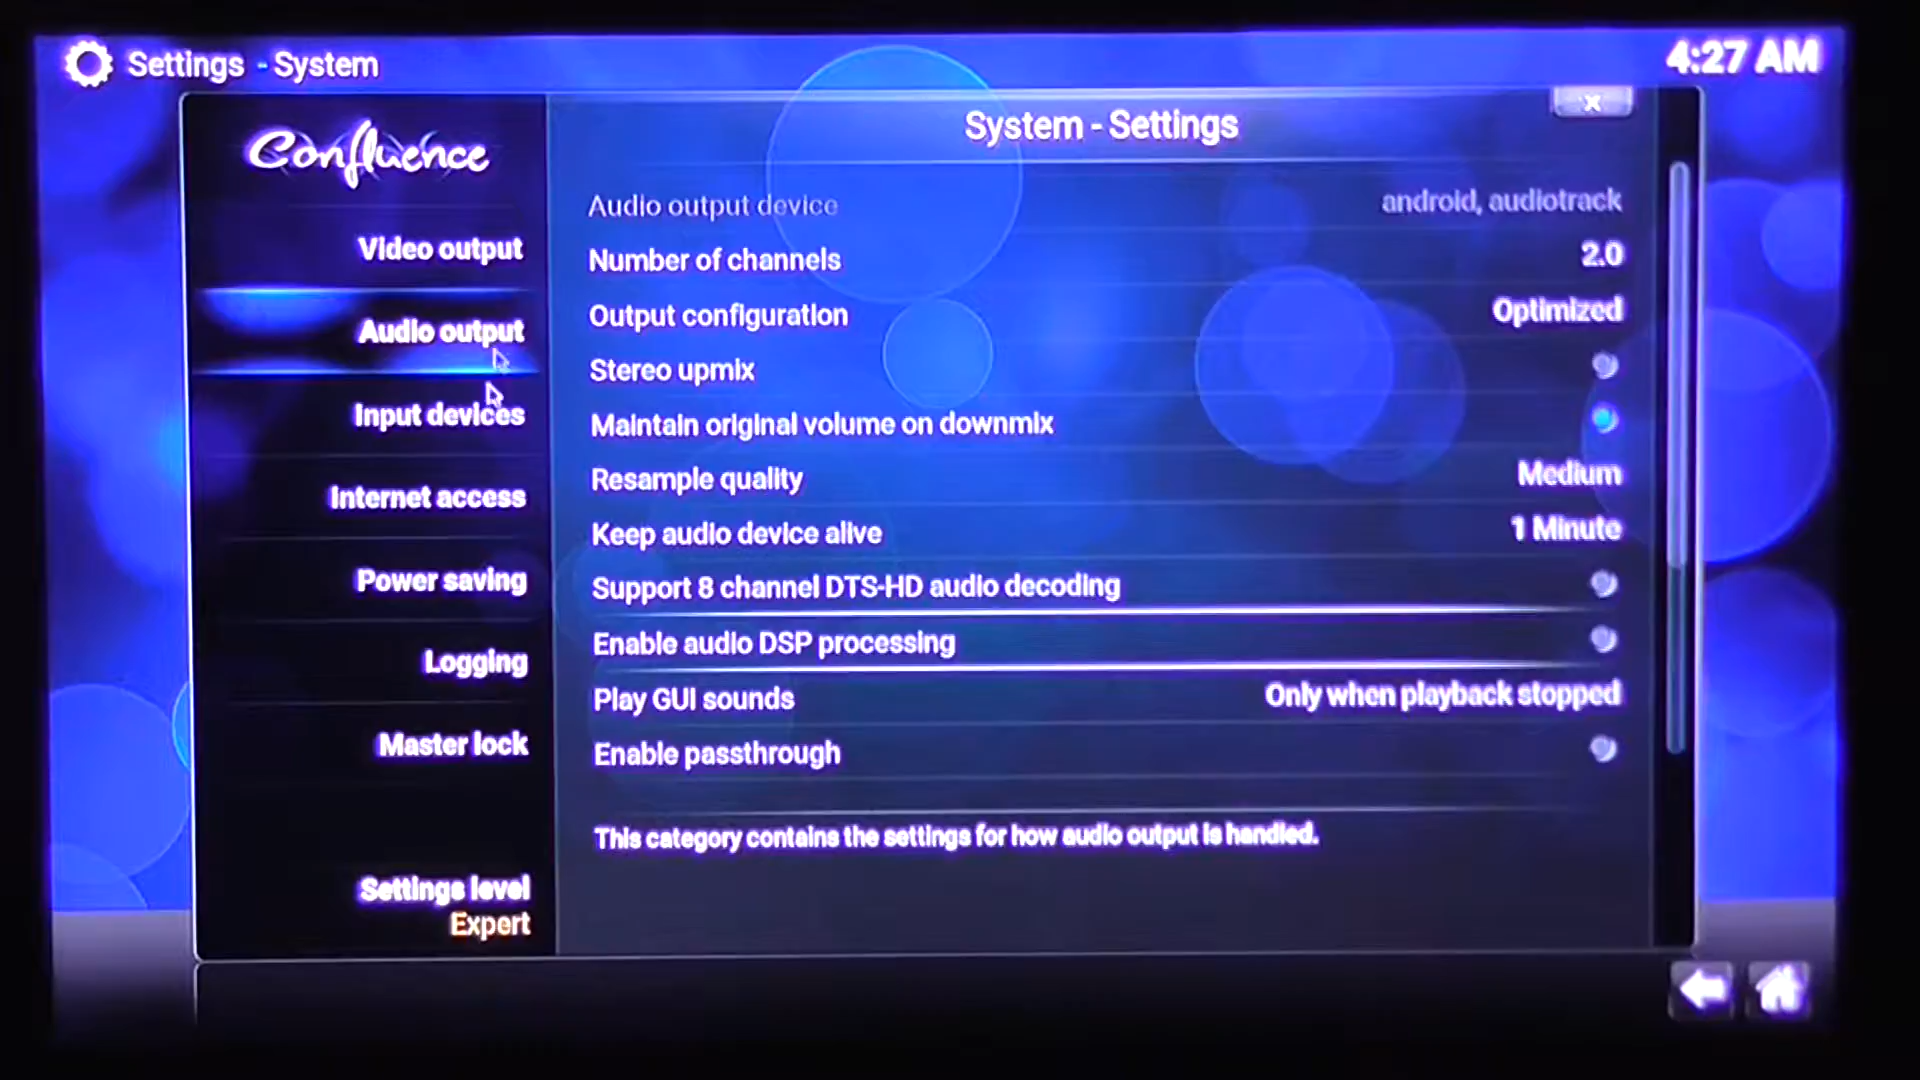 Settings - System
4:27 AM
Confluence
System - Settings
x
Video output
Audio output
Input devices
Internet access
Power saving
Logging
Master lock
Settings level
Expert
Audio output device android, audiotrack
Number of channels 2.0
Output configuration Optimized
Stereo upmix
Maintain original volume on downmix
Resample quality Medium
Keep audio device alive 1 Minute
Support 8 channel DTS-HD audio decoding
Enable audio DSP processing
Play GUI sounds Only when playback stopped
Enable passthrough
This category contains the settings for how audio output is handled.